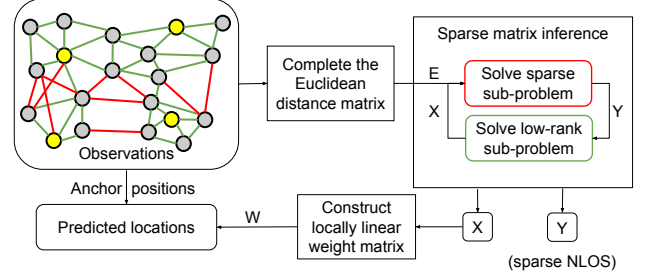 Observations
Anchor positions
Predicted locations
Complete the
Euclidean
distance matrix
Sparse matrix inference
E
X
Solve sparse
sub-problem
Y
Solve low-rank
sub-problem
W
Construct
locally linear
weight matrix
X
Y
(sparse NLOS)